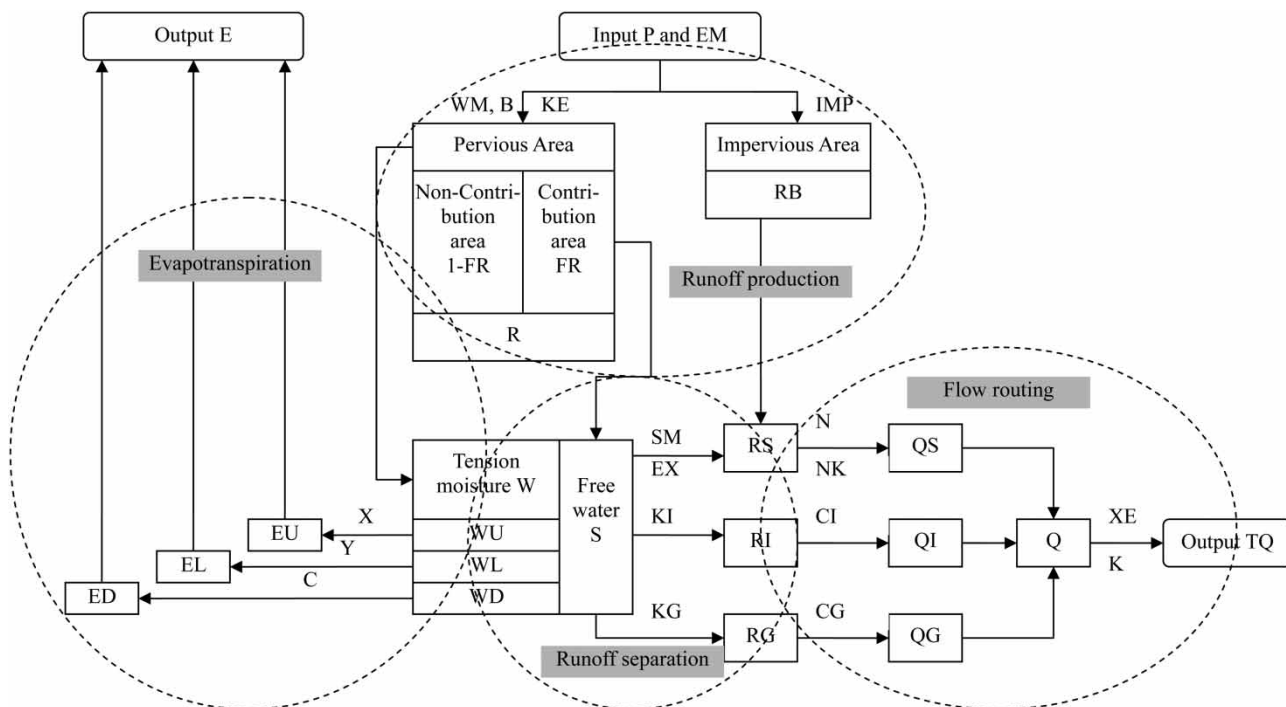 Output E
Input P and EM
WM, B
KE
IMP
Pervious Area
Impervious Area
Non-Contri-
bution
area
1-FR
Contri-
bution
area
FR
RB
Evapotranspiration
Runoff production
R
Flow routing
Tension
moisture W
Free
water
S
SM
EX
RS
N
NK
QS
X
Y
EU
WU
KI
RI
CI
QI
Q
XE
K
Output TQ
EL
C
WL
ED
WD
KG
RG
CG
QG
Runoff separation